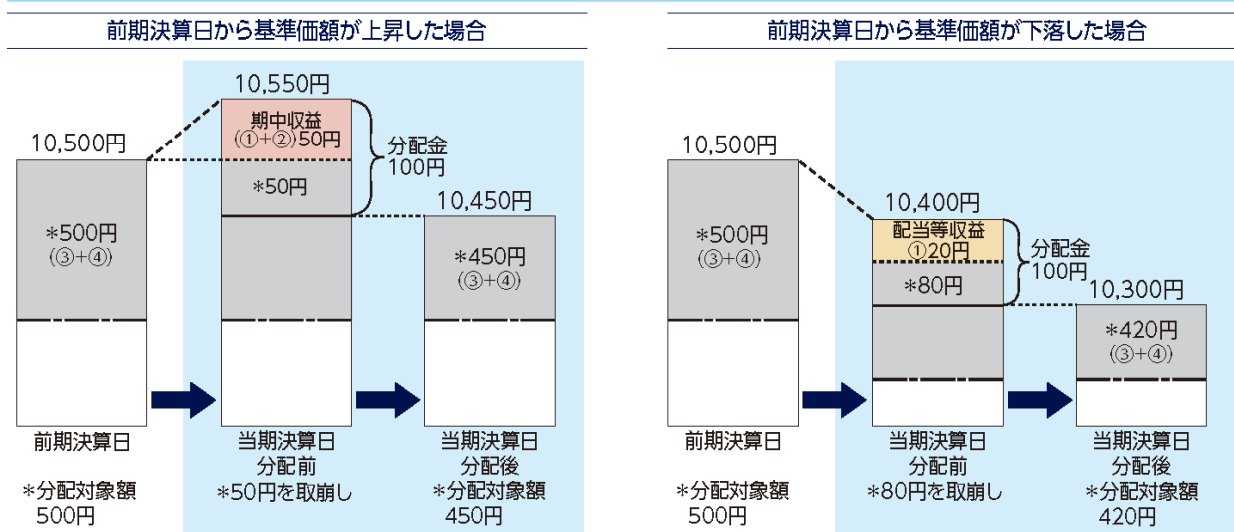 前期決算日から基準価額が上昇した場合
10,550円
期中収益
(①+②)50円
10,500円
分配金
100円
*50円
10,450円
*500円
(③+④)
*450円
(③+④)
前期決算日
当期決算日
分配前
当期決算日
分配後
*分配対象額
500円
*50円を取崩し
*分配対象額
450円
前期決算日から基準価額が下落した場合
10,500円
10,400円
配当等収益
①20円
分配金
100円
*500円
(③+④)
*80円
10,300円
*420円
(③+④)
前期決算日
当期決算日
分配前
当期決算日
分配後
*分配対象額
500円
*80円を取崩し
*分配対象額
420円